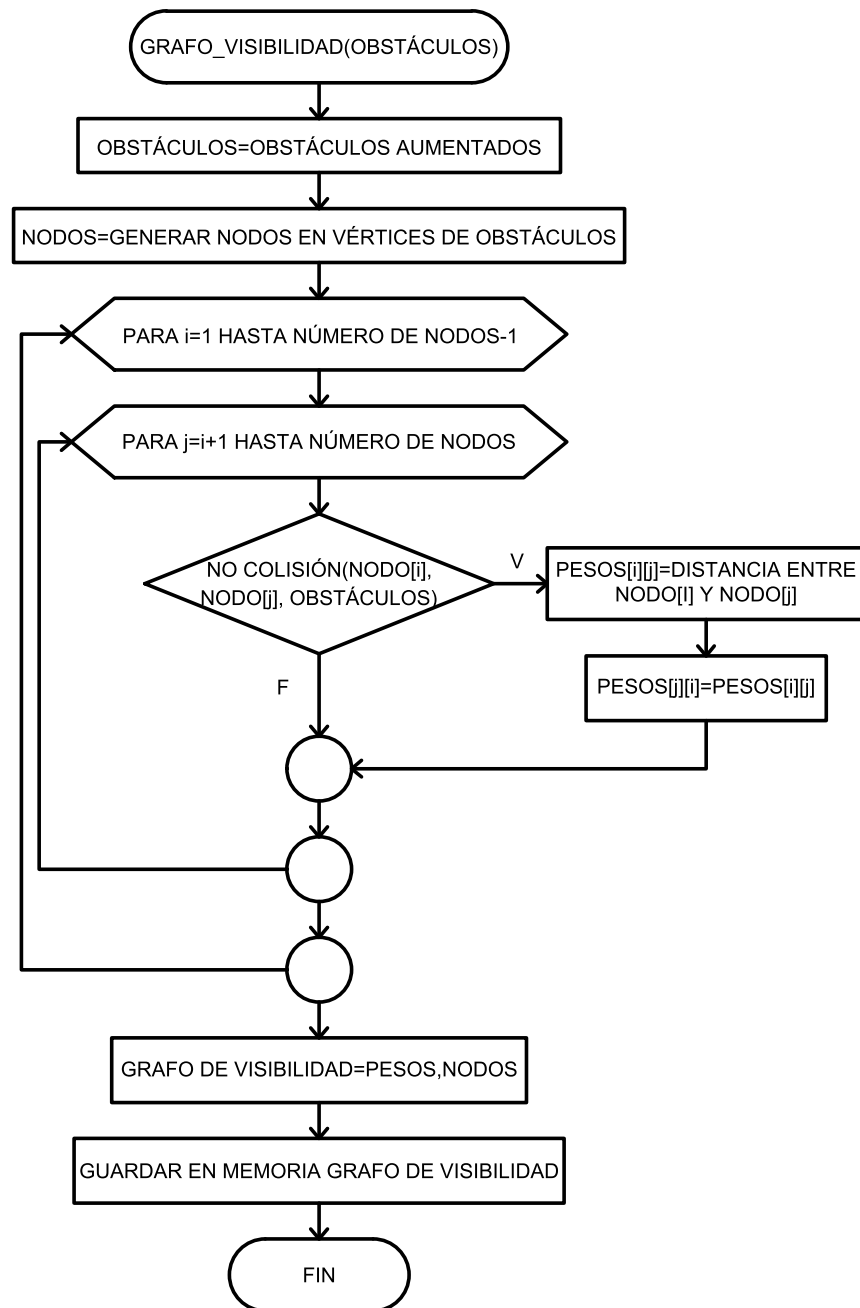 GRAFO_VISIBILIDAD(OBSTÁCULOS)
OBSTÁCULOS=OBSTÁCULOS AUMENTADOS
NODOS=GENERAR NODOS EN VÉRTICES DE OBSTÁCULOS
PARA i=1 HASTA NÚMERO DE NODOS-1
PARA j=i+1 HASTA NÚMERO DE NODOS
NO COLISIÓN(NODO[i],
NODO[j], OBSTÁCULOS)
V
PESOS[i][j]=DISTANCIA ENTRE
NODO[I] Y NODO[j]
PESOS[j][i]=PESOS[i][j]
F
GRAFO DE VISIBILIDAD=PESOS,NODOS
GUARDAR EN MEMORIA GRAFO DE VISIBILIDAD
FIN